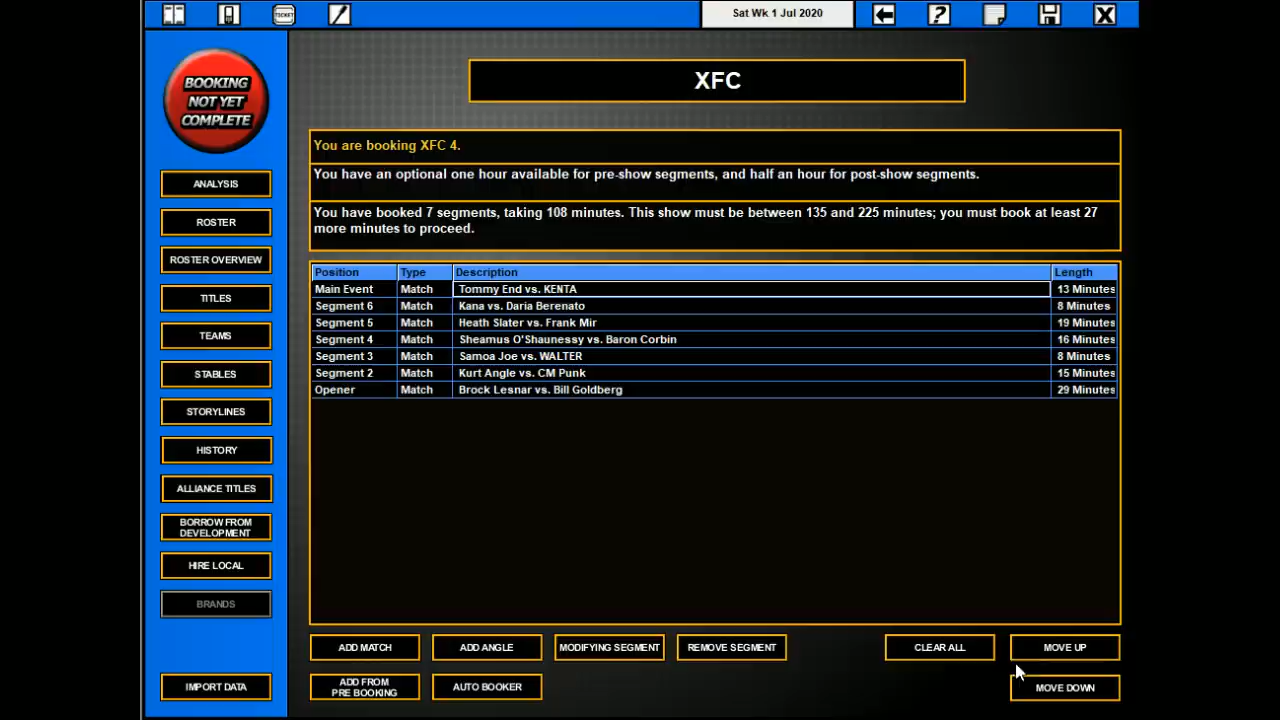 TICKET
Sat Wk 1 Jul 2020
?
X
BOOKING
NOT YET
COMPLETE
XFC
You are booking XFC 4.
You have an optional one hour available for pre-show segments, and half an hour for post-show segments.
You have booked 7 segments, taking 108 minutes. This show must be between 135 and 225 minutes; you must book at least 27
more minutes to proceed.
ANALYSIS
ROSTER
ROSTER OVERVIEW
TITLES
TEAMS
STABLES
STORYLINES
HISTORY
ALLIANCE TITLES
BORROW FROM
DEVELOPMENT
HIRE LOCAL
BRANDS
IMPORT DATA
Position Type Description Length
Main Event Match Tommy End vs. KENTA 13 Minutes
Segment 6 Match Kana vs. Daria Berenato 8 Minutes
Segment 5 Match Heath Slater vs. Frank Mir 19 Minutes
Segment 4 Match Sheamus O'Shaunessy vs. Baron Corbin 16 Minutes
Segment 3 Match Samoa Joe vs. WALTER 8 Minutes
Segment 2 Match Kurt Angle vs. CM Punk 15 Minutes
Opener Match Brock Lesnar vs. Bill Goldberg 29 Minutes
ADD MATCH ADD ANGLE MODIFYING SEGMENT REMOVE SEGMENT CLEAR ALL MOVE UP
ADD FROM
PRE BOOKING
AUTO BOOKER
MOVE DOWN